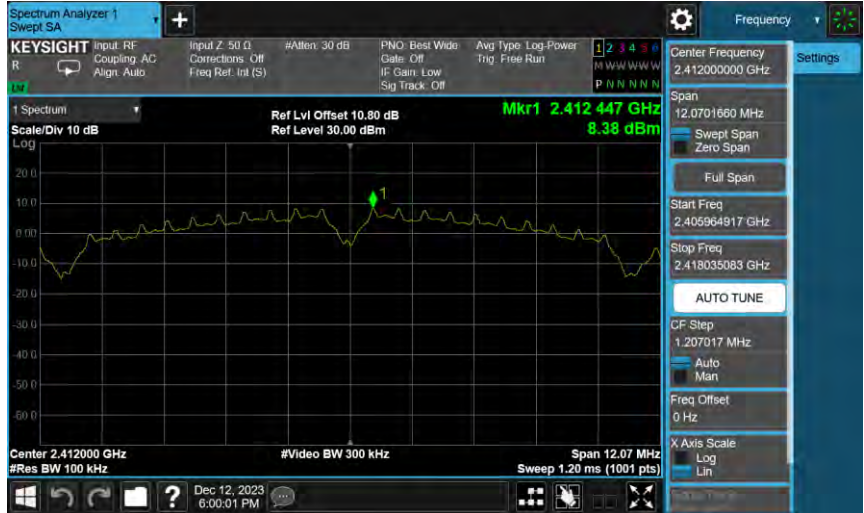 Spectrum Analyzer 1
Swept SA
+
Frequency
KEYSIGHT
R
Input: RF
Coupling: AC
Align: Auto
Input Z: 50 Ω
Corrections: Off
Freq Ref: Int (S)
#Atten: 30 dB
PNO: Best Wide
Gate: Off
IF Gain: Low
Sig Track: Off
Avg Type: Log-Power
Trig: Free Run
1 2 3 4 5 6
M W W W W W
P N N N N N
1 Spectrum
Scale/Div 10 dB
Log
Ref Lvl Offset 10.80 dB
Ref Level 30.00 dBm
Mkr1 2.412 447 GHz
8.38 dBm
20.0
10.0
0.00
-10.0
-20.0
-30.0
-40.0
-50.0
-60.0
1
Center 2.412000 GHz
#Res BW 100 kHz
#Video BW 300 kHz
Span 12.07 MHz
Sweep 1.20 ms (1001 pts)
?
Dec 12, 2023
6:00:01 PM
Center Frequency
2.412000000 GHz
Span
12.0701660 MHz
Swept Span
Zero Span
Full Span
Start Freq
2.405964917 GHz
Stop Freq
2.418035083 GHz
AUTO TUNE
CF Step
1.207017 MHz
Auto
Man
Freq Offset
0 Hz
X Axis Scale
Log
Lin
Settings